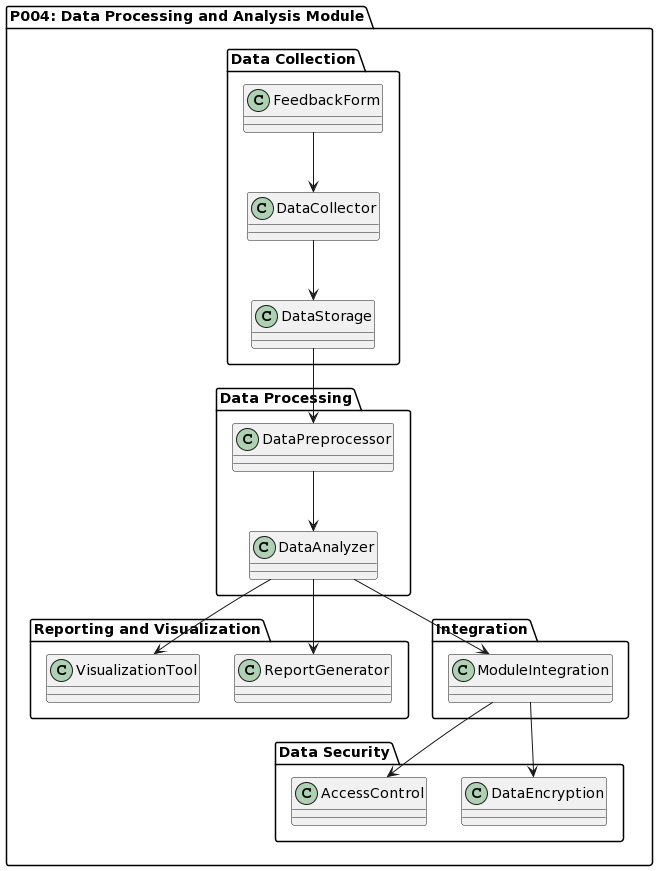 P004: Data Processing and Analysis Module
Data Collection
C FeedbackForm
C DataCollector
C DataStorage
Data Processing
C DataPreprocessor
C DataAnalyzer
Reporting and Visualization
C VisualizationTool
C ReportGenerator
Integration
C ModuleIntegration
Data Security
C AccessControl
C DataEncryption